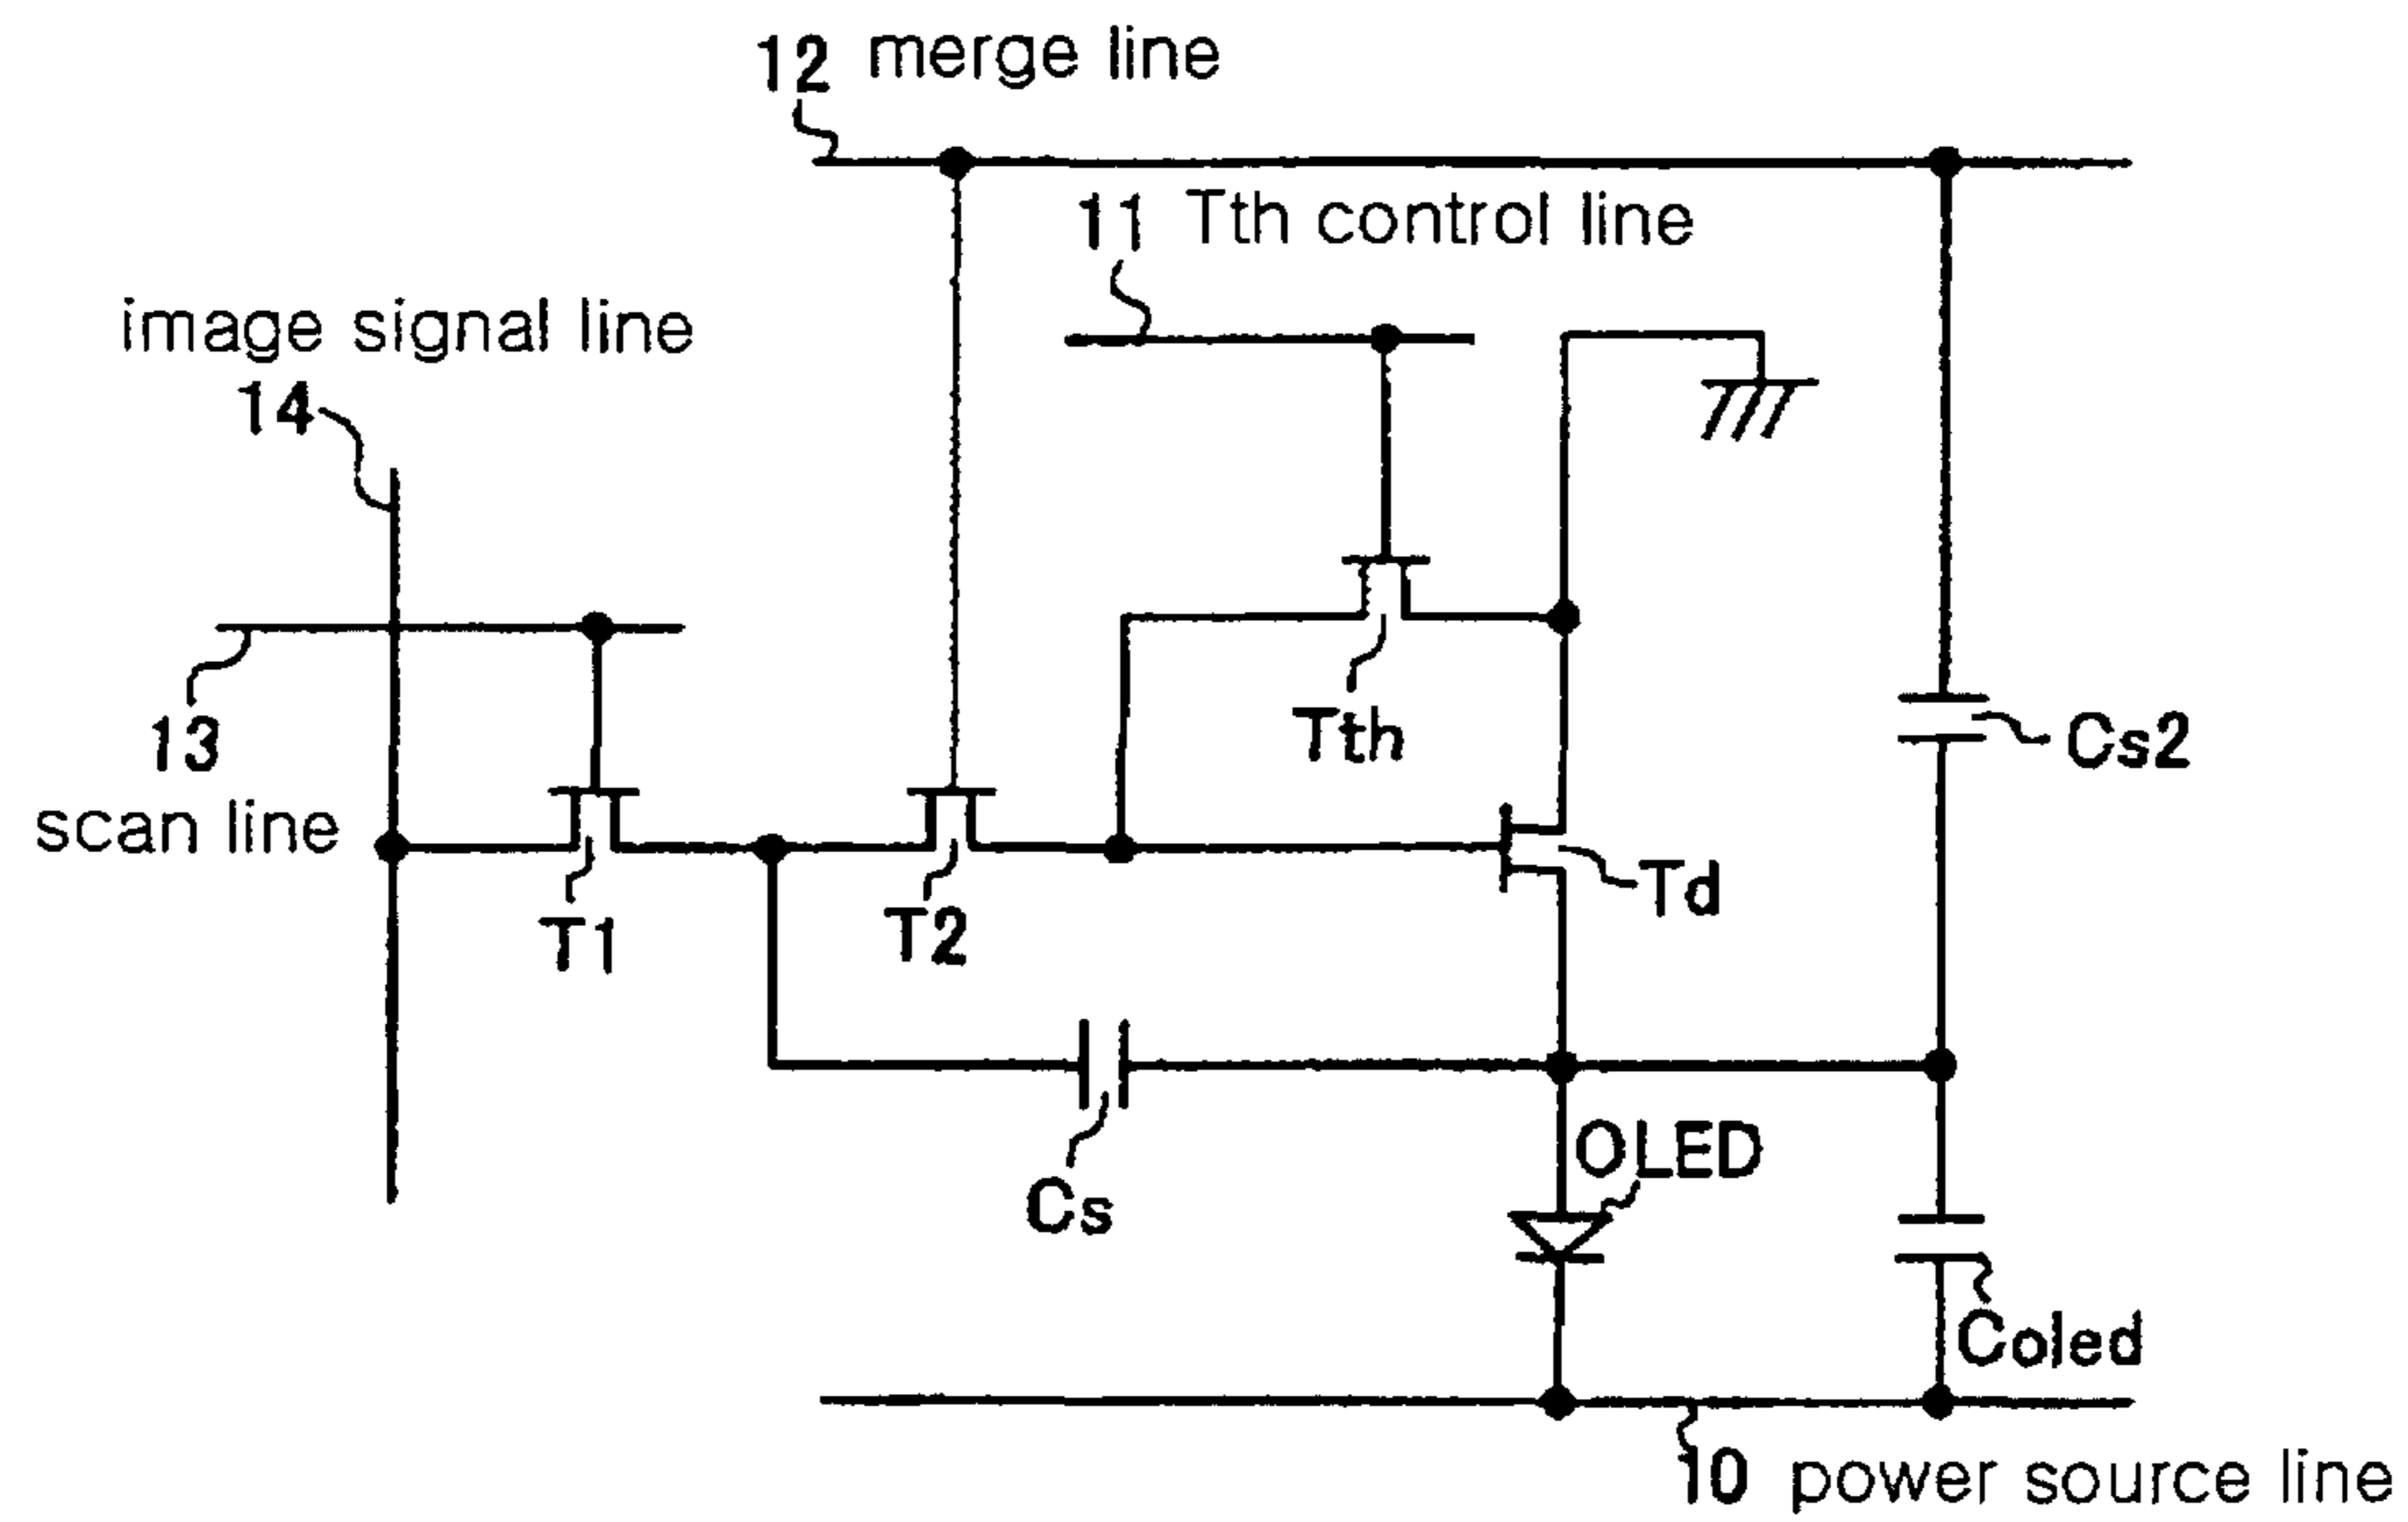 12 merge line
11 Tth control line
image signal line
14
13
scan line
Tth
Cs2
T1
T2
Td
Cs
OLED
Coled
10 power source line